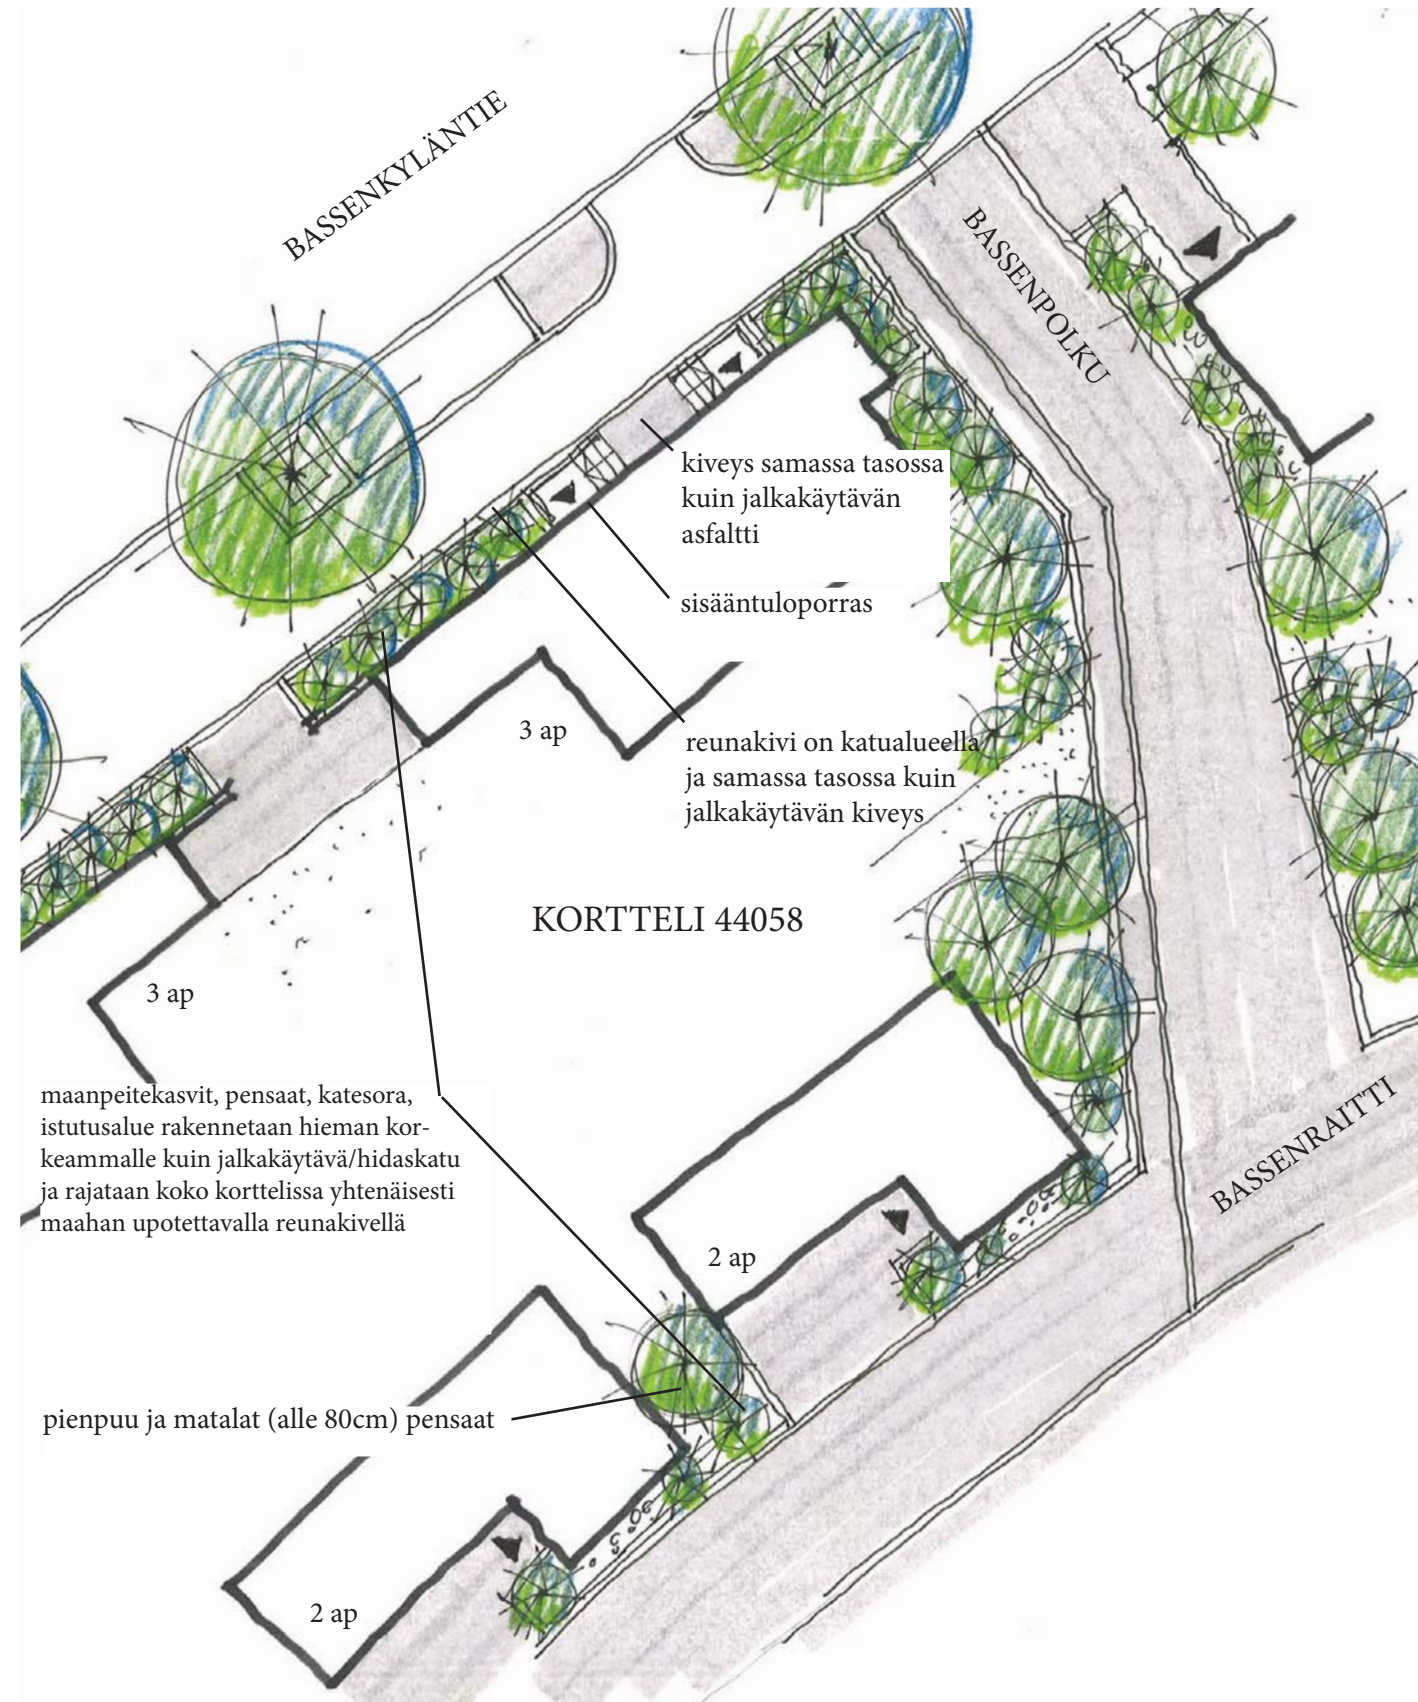 BASSENKYLÄNTIE
BASSENPOLKU
kiveys samassa tasossa
kuin jalkakäytävän
asfaltti
sisääntuloporras
3 ap
reunakivi on katualueella
ja samassa tasossa kuin
jalkakäytävän kiveys
KORTTELI 44058
3 ap
maanpeitekasvit, pensaat, katesora,
istutusalue rakennetaan hieman kor-
keammalle kuin jalkakäytävä/hidaskatu
ja rajataan koko korttelissa yhtenäisesti
maahan upotettavalla reunakivellä
BASSENRAITTI
2 ap
pienpuu ja matalat (alle 80cm) pensaat
2 ap